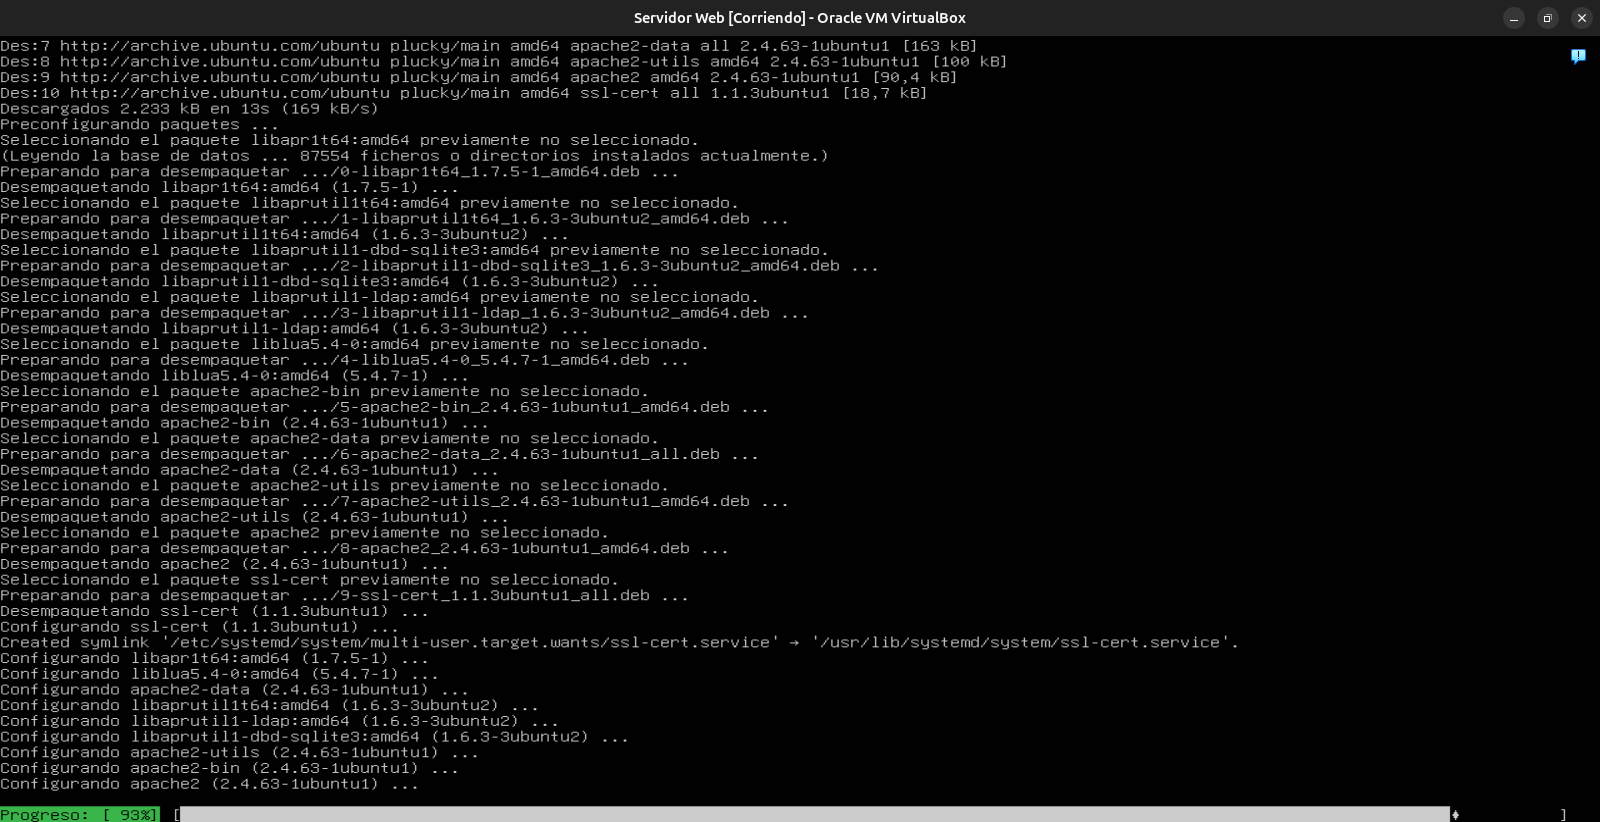 Servidor Web [Corriendo] - Oracle VM VirtualBox
Des:7 http://archive.ubuntu.com/ubuntu plucky/main amd64 apache2-data all 2.4.63-1ubuntu1 [163 kB]
Des:8 http://archive.ubuntu.com/ubuntu plucky/main amd64 apache2-utils amd64 2.4.63-1ubuntu1 [100 kB]
Des:9 http://archive.ubuntu.com/ubuntu plucky/main amd64 apache2 amd64 2.4.63-1ubuntu1 [90,4 kB]
Des:10 http://archive.ubuntu.com/ubuntu plucky/main amd64 ssl-cert all 1.1.3ubuntu1 [18,7 kB]
Descargados 2.233 kB en 13s (169 kB/s)
Preconfigurando paquetes ...
Seleccionando el paquete libapr1t64:amd64 previamente no seleccionado.
(Leyendo la base de datos ... 87554 ficheros o directorios instalados actualmente.)
Preparando para desempaquetar .../0-libapr1t64_1.7.5-1_amd64.deb ...
Desempaquetando libapr1t64:amd64 (1.7.5-1) ...
Seleccionando el paquete libaprutil1t64:amd64 previamente no seleccionado.
Preparando para desempaquetar .../1-libaprutil1t64_1.6.3-3ubuntu2_amd64.deb ...
Desempaquetando libaprutil1t64:amd64 (1.6.3-3ubuntu2) ...
Seleccionando el paquete libaprutil1-dbd-sqlite3:amd64 previamente no seleccionado.
Preparando para desempaquetar .../2-libaprutil1-dbd-sqlite3_1.6.3-3ubuntu2_amd64.deb ...
Desempaquetando libaprutil1-dbd-sqlite3:amd64 (1.6.3-3ubuntu2) ...
Seleccionando el paquete libaprutil1-ldap:amd64 previamente no seleccionado.
Preparando para desempaquetar .../3-libaprutil1-ldap_1.6.3-3ubuntu2_amd64.deb ...
Desempaquetando libaprutil1-ldap:amd64 (1.6.3-3ubuntu2) ...
Seleccionando el paquete liblua5.4-0:amd64 previamente no seleccionado.
Preparando para desempaquetar .../4-liblua5.4-0_5.4.7-1_amd64.deb ...
Desempaquetando liblua5.4-0:amd64 (5.4.7-1) ...
Seleccionando el paquete apache2-bin previamente no seleccionado.
Preparando para desempaquetar .../5-apache2-bin_2.4.63-1ubuntu1_amd64.deb ...
Desempaquetando apache2-bin (2.4.63-1ubuntu1) ...
Seleccionando el paquete apache2-data previamente no seleccionado.
Preparando para desempaquetar .../6-apache2-data_2.4.63-1ubuntu1_all.deb ...
Desempaquetando apache2-data (2.4.63-1ubuntu1) ...
Seleccionando el paquete apache2-utils previamente no seleccionado.
Preparando para desempaquetar .../7-apache2-utils_2.4.63-1ubuntu1_amd64.deb ...
Desempaquetando apache2-utils (2.4.63-1ubuntu1) ...
Seleccionando el paquete apache2 previamente no seleccionado.
Preparando para desempaquetar .../8-apache2_2.4.63-1ubuntu1_amd64.deb ...
Desempaquetando apache2 (2.4.63-1ubuntu1) ...
Seleccionando el paquete ssl-cert previamente no seleccionado.
Preparando para desempaquetar .../9-ssl-cert_1.1.3ubuntu1_all.deb ...
Desempaquetando ssl-cert (1.1.3ubuntu1) ...
Configurando ssl-cert (1.1.3ubuntu1) ...
Created symlink '/etc/systemd/system/multi-user.target.wants/ssl-cert.service' → '/usr/lib/systemd/system/ssl-cert.service'.
Configurando libapr1t64:amd64 (1.7.5-1) ...
Configurando liblua5.4-0:amd64 (5.4.7-1) ...
Configurando apache2-data (2.4.63-1ubuntu1) ...
Configurando libaprutil1t64:amd64 (1.6.3-3ubuntu2) ...
Configurando libaprutil1-ldap:amd64 (1.6.3-3ubuntu2) ...
Configurando libaprutil1-dbd-sqlite3:amd64 (1.6.3-3ubuntu2) ...
Configurando apache2-utils (2.4.63-1ubuntu1) ...
Configurando apache2-bin (2.4.63-1ubuntu1) ...
Configurando apache2 (2.4.63-1ubuntu1) ...
Progreso: [ 93%] [ ]